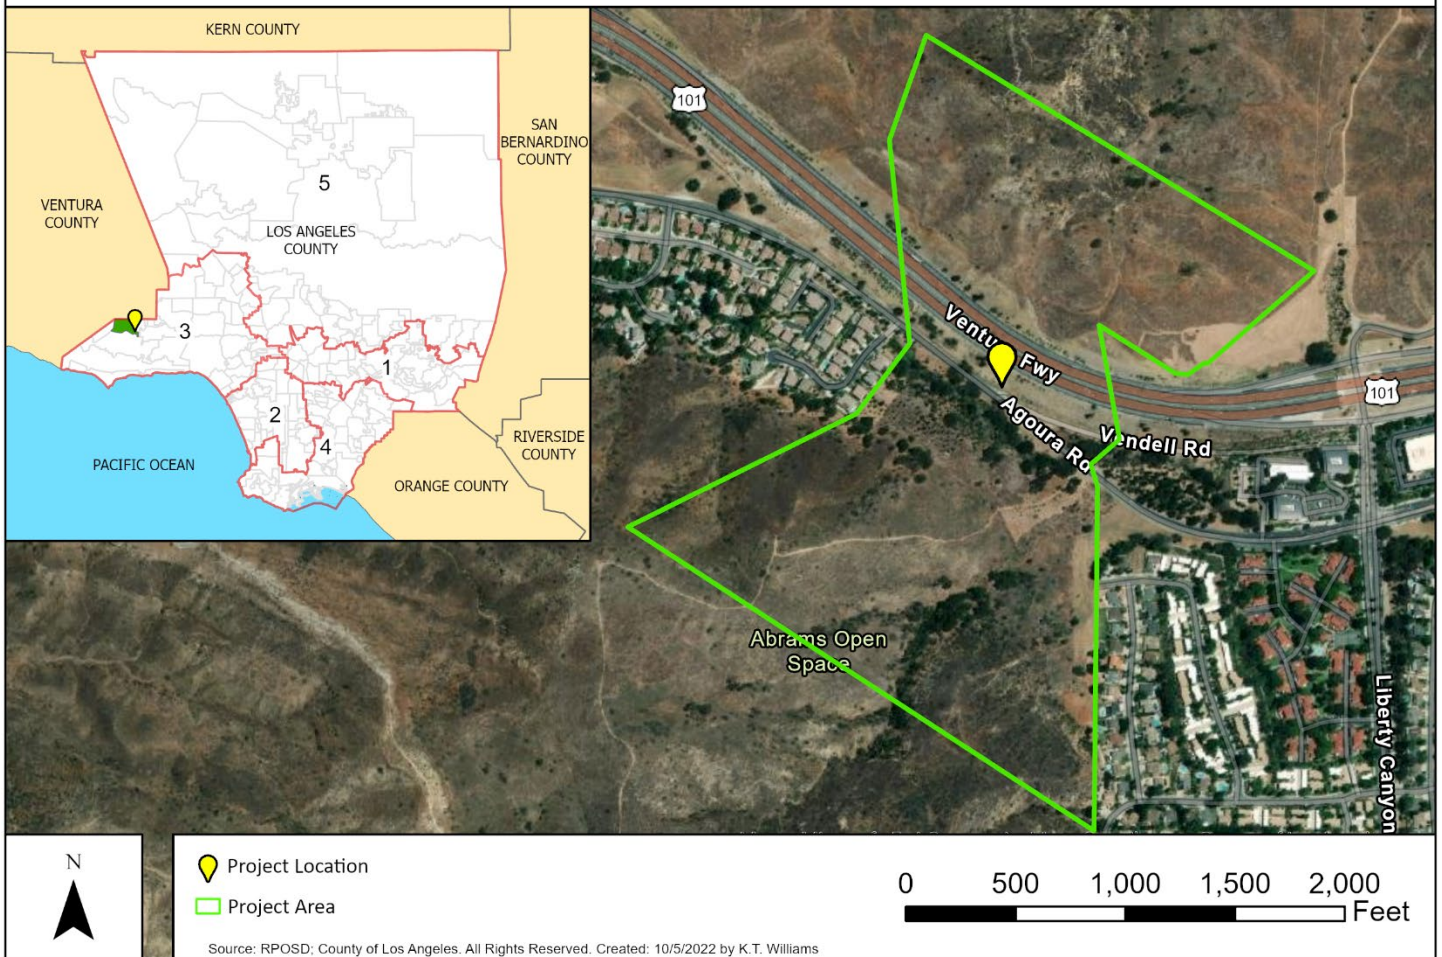 KERN COUNTY
SAN
BERNARDINO
COUNTY
VENTURA
COUNTY
5
LOS ANGELES
COUNTY
3
1
2
4
RIVERSIDE
COUNTY
PACIFIC OCEAN
ORANGE COUNTY
101
Ventu
Fwy
101
Agoura Rd
Vendell Rd
Abrams Open
Space
Liberty Canyon
N
Project Location
Project Area
0 500 1,000 1,500 2,000
Feet
Source: RPOSD; County of Los Angeles. All Rights Reserved. Created: 10/5/2022 by K.T. Williams